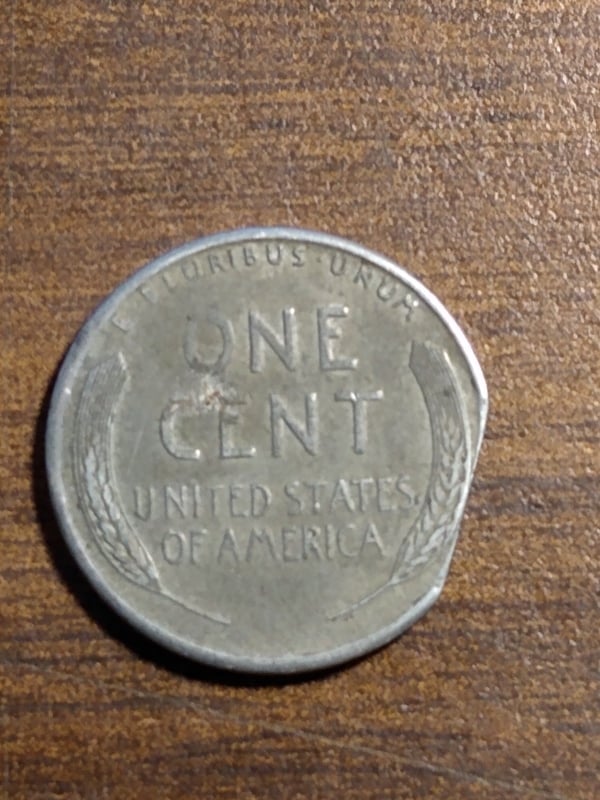 E PLURIBUS · UNUM
ONE
CENT
UNITED STATES
OF AMERICA